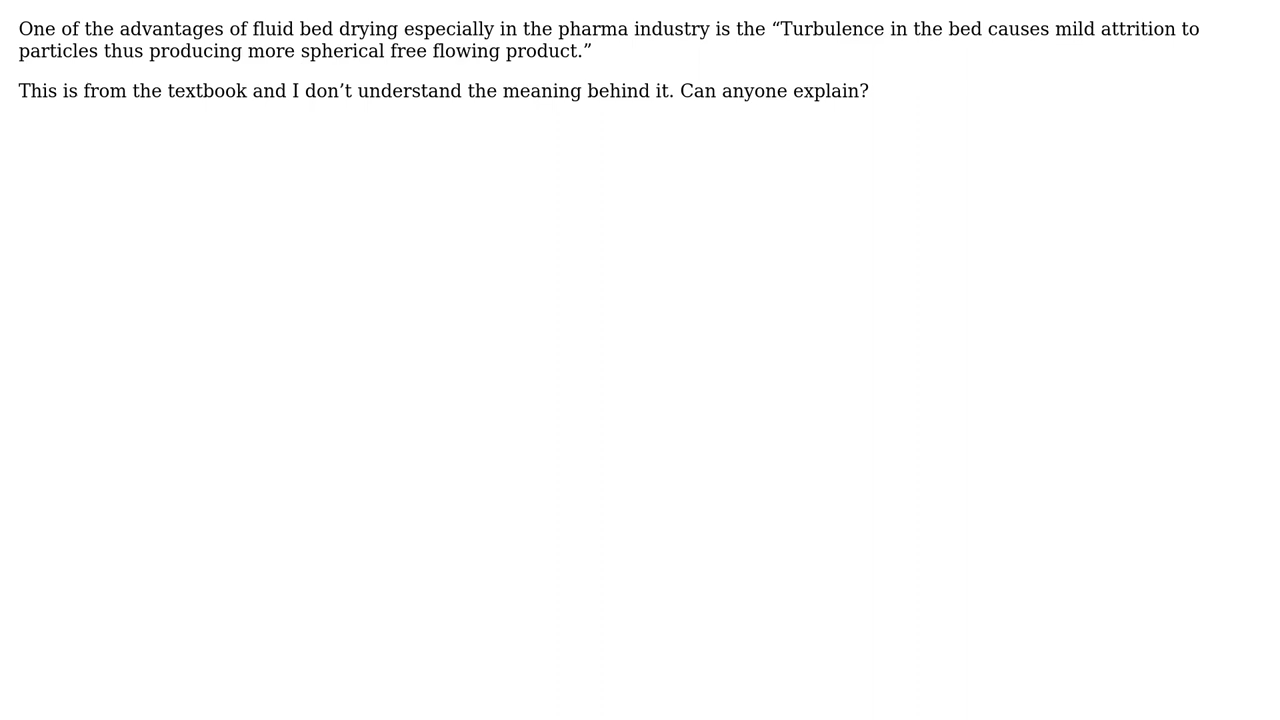 One of the advantages of fluid bed drying especially in the pharma industry is the “Turbulence in the bed causes mild attrition to
particles thus producing more spherical free flowing product.”
This is from the textbook and I don’t understand the meaning behind it. Can anyone explain?